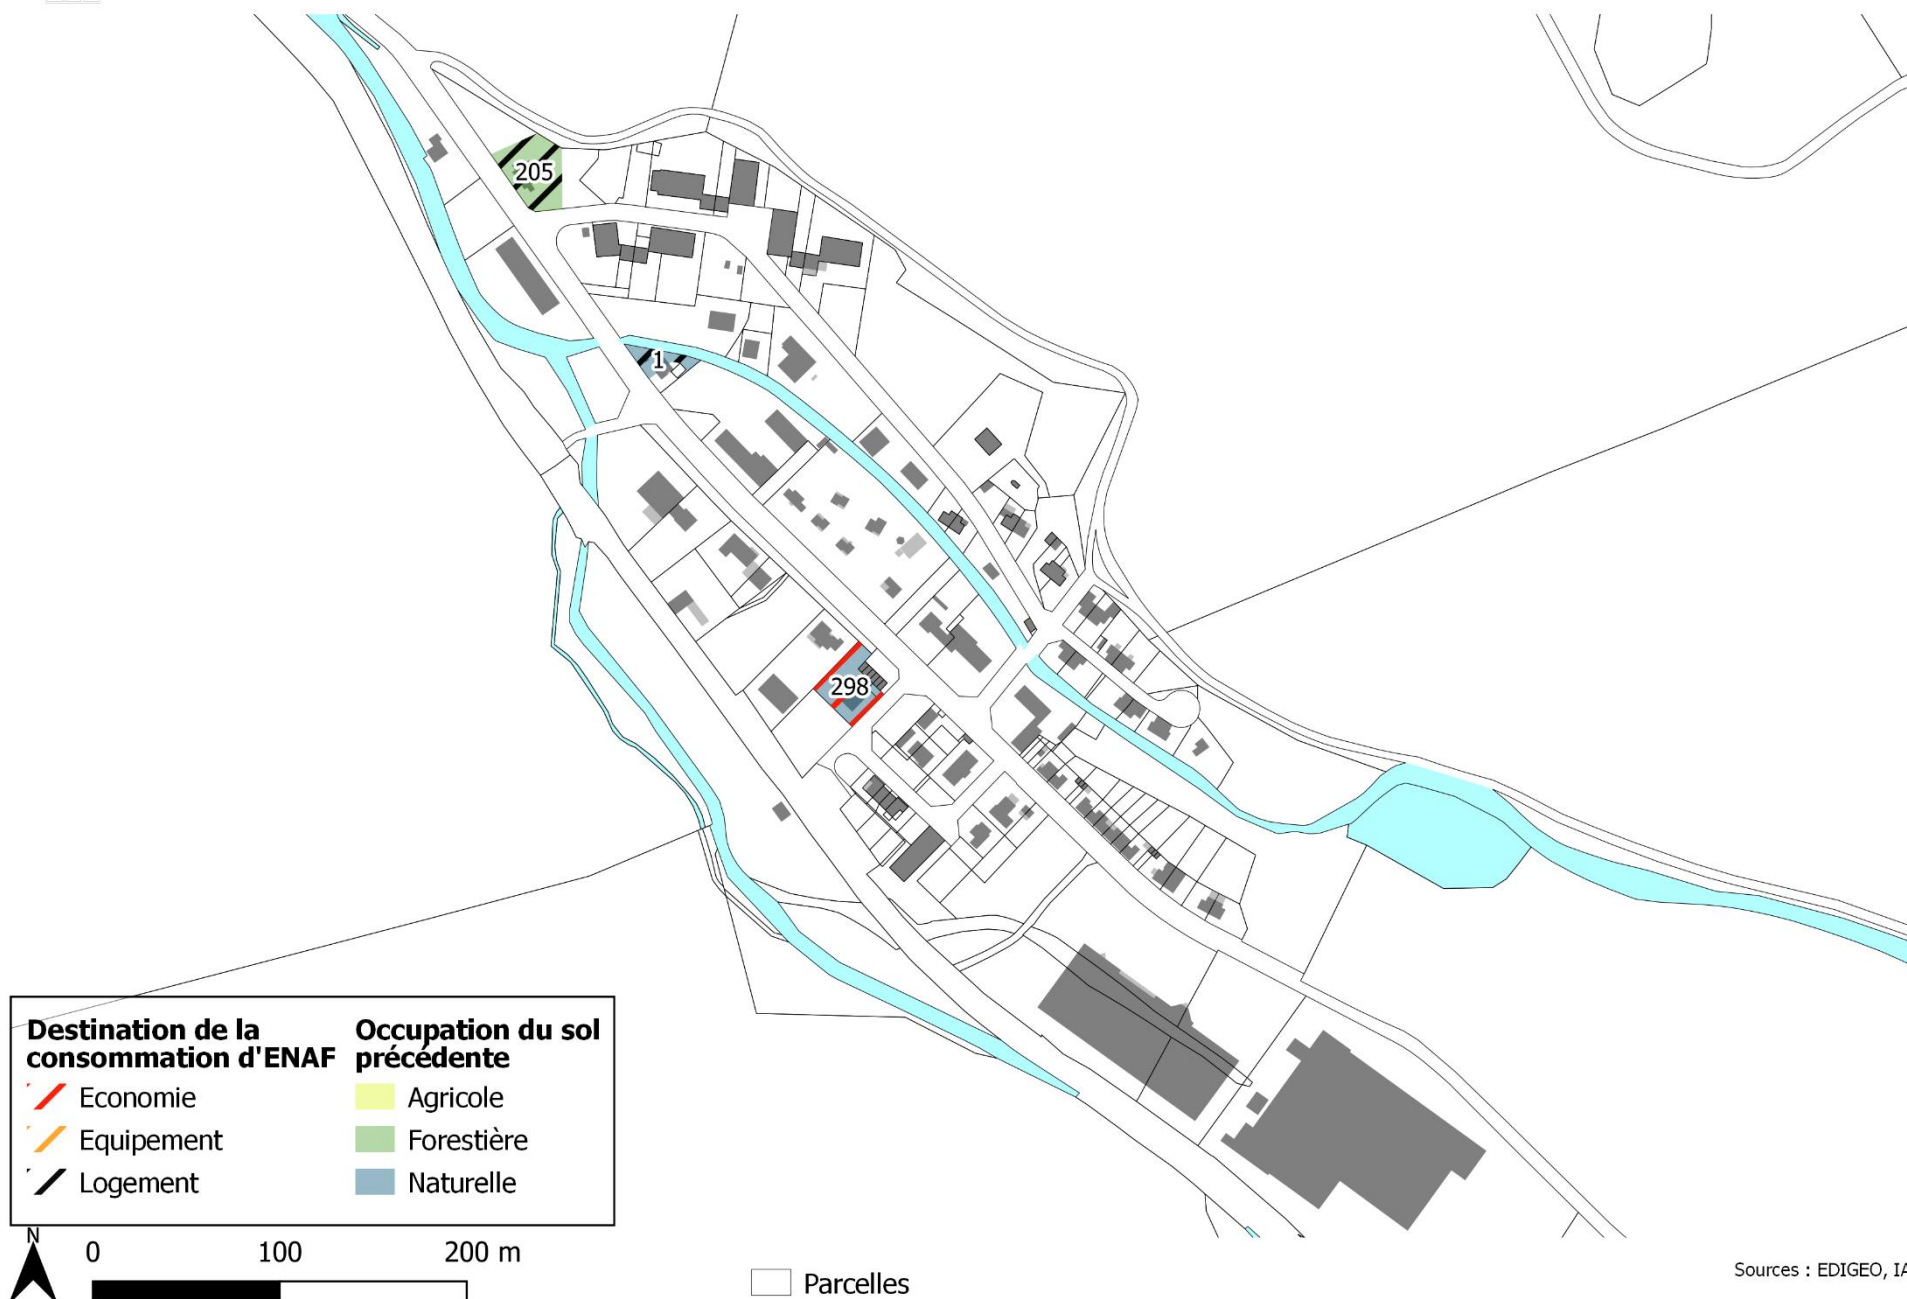 205
1
298
Destination de la
consommation d'ENAF
Economie
Equipement
Logement
Occupation du sol
précédente
Agricole
Forestière
Naturelle
N
0 100 200 m
Parcelles
Sources : EDIGEO, IA